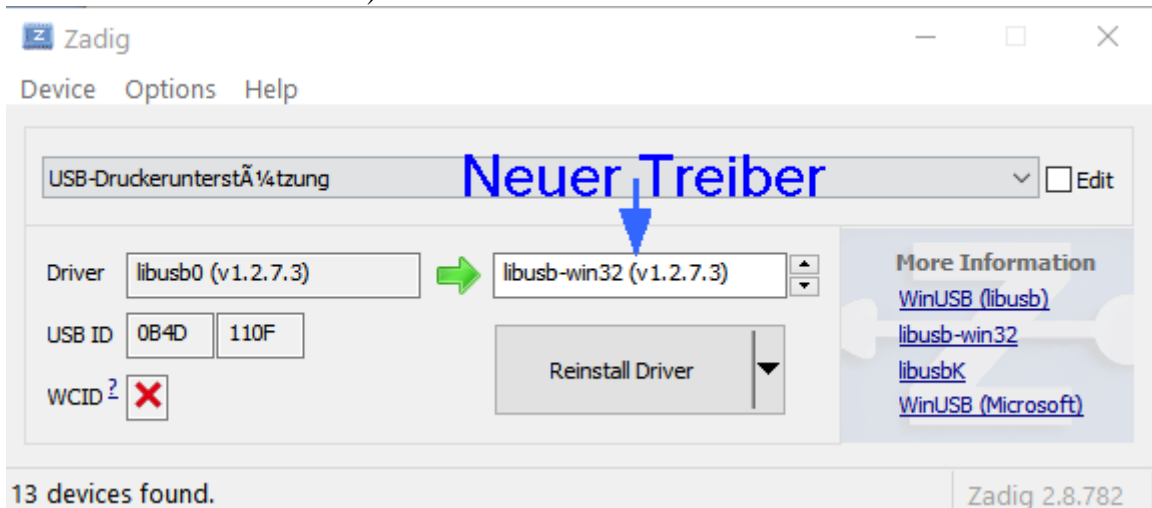 Zadig
Device Options Help
USB-DruckerunterstÃ¼tzung
Neuer Treiber
Edit
Driver libusb0 (v1.2.7.3) libusb-win32 (v1.2.7.3)
More Information
WinUSB (libusb)
USB ID 0B4D 110F
libusb-win32
Reinstall Driver
libusbK
WCID ?
WinUSB (Microsoft)
13 devices found.
Zadig 2.8.782